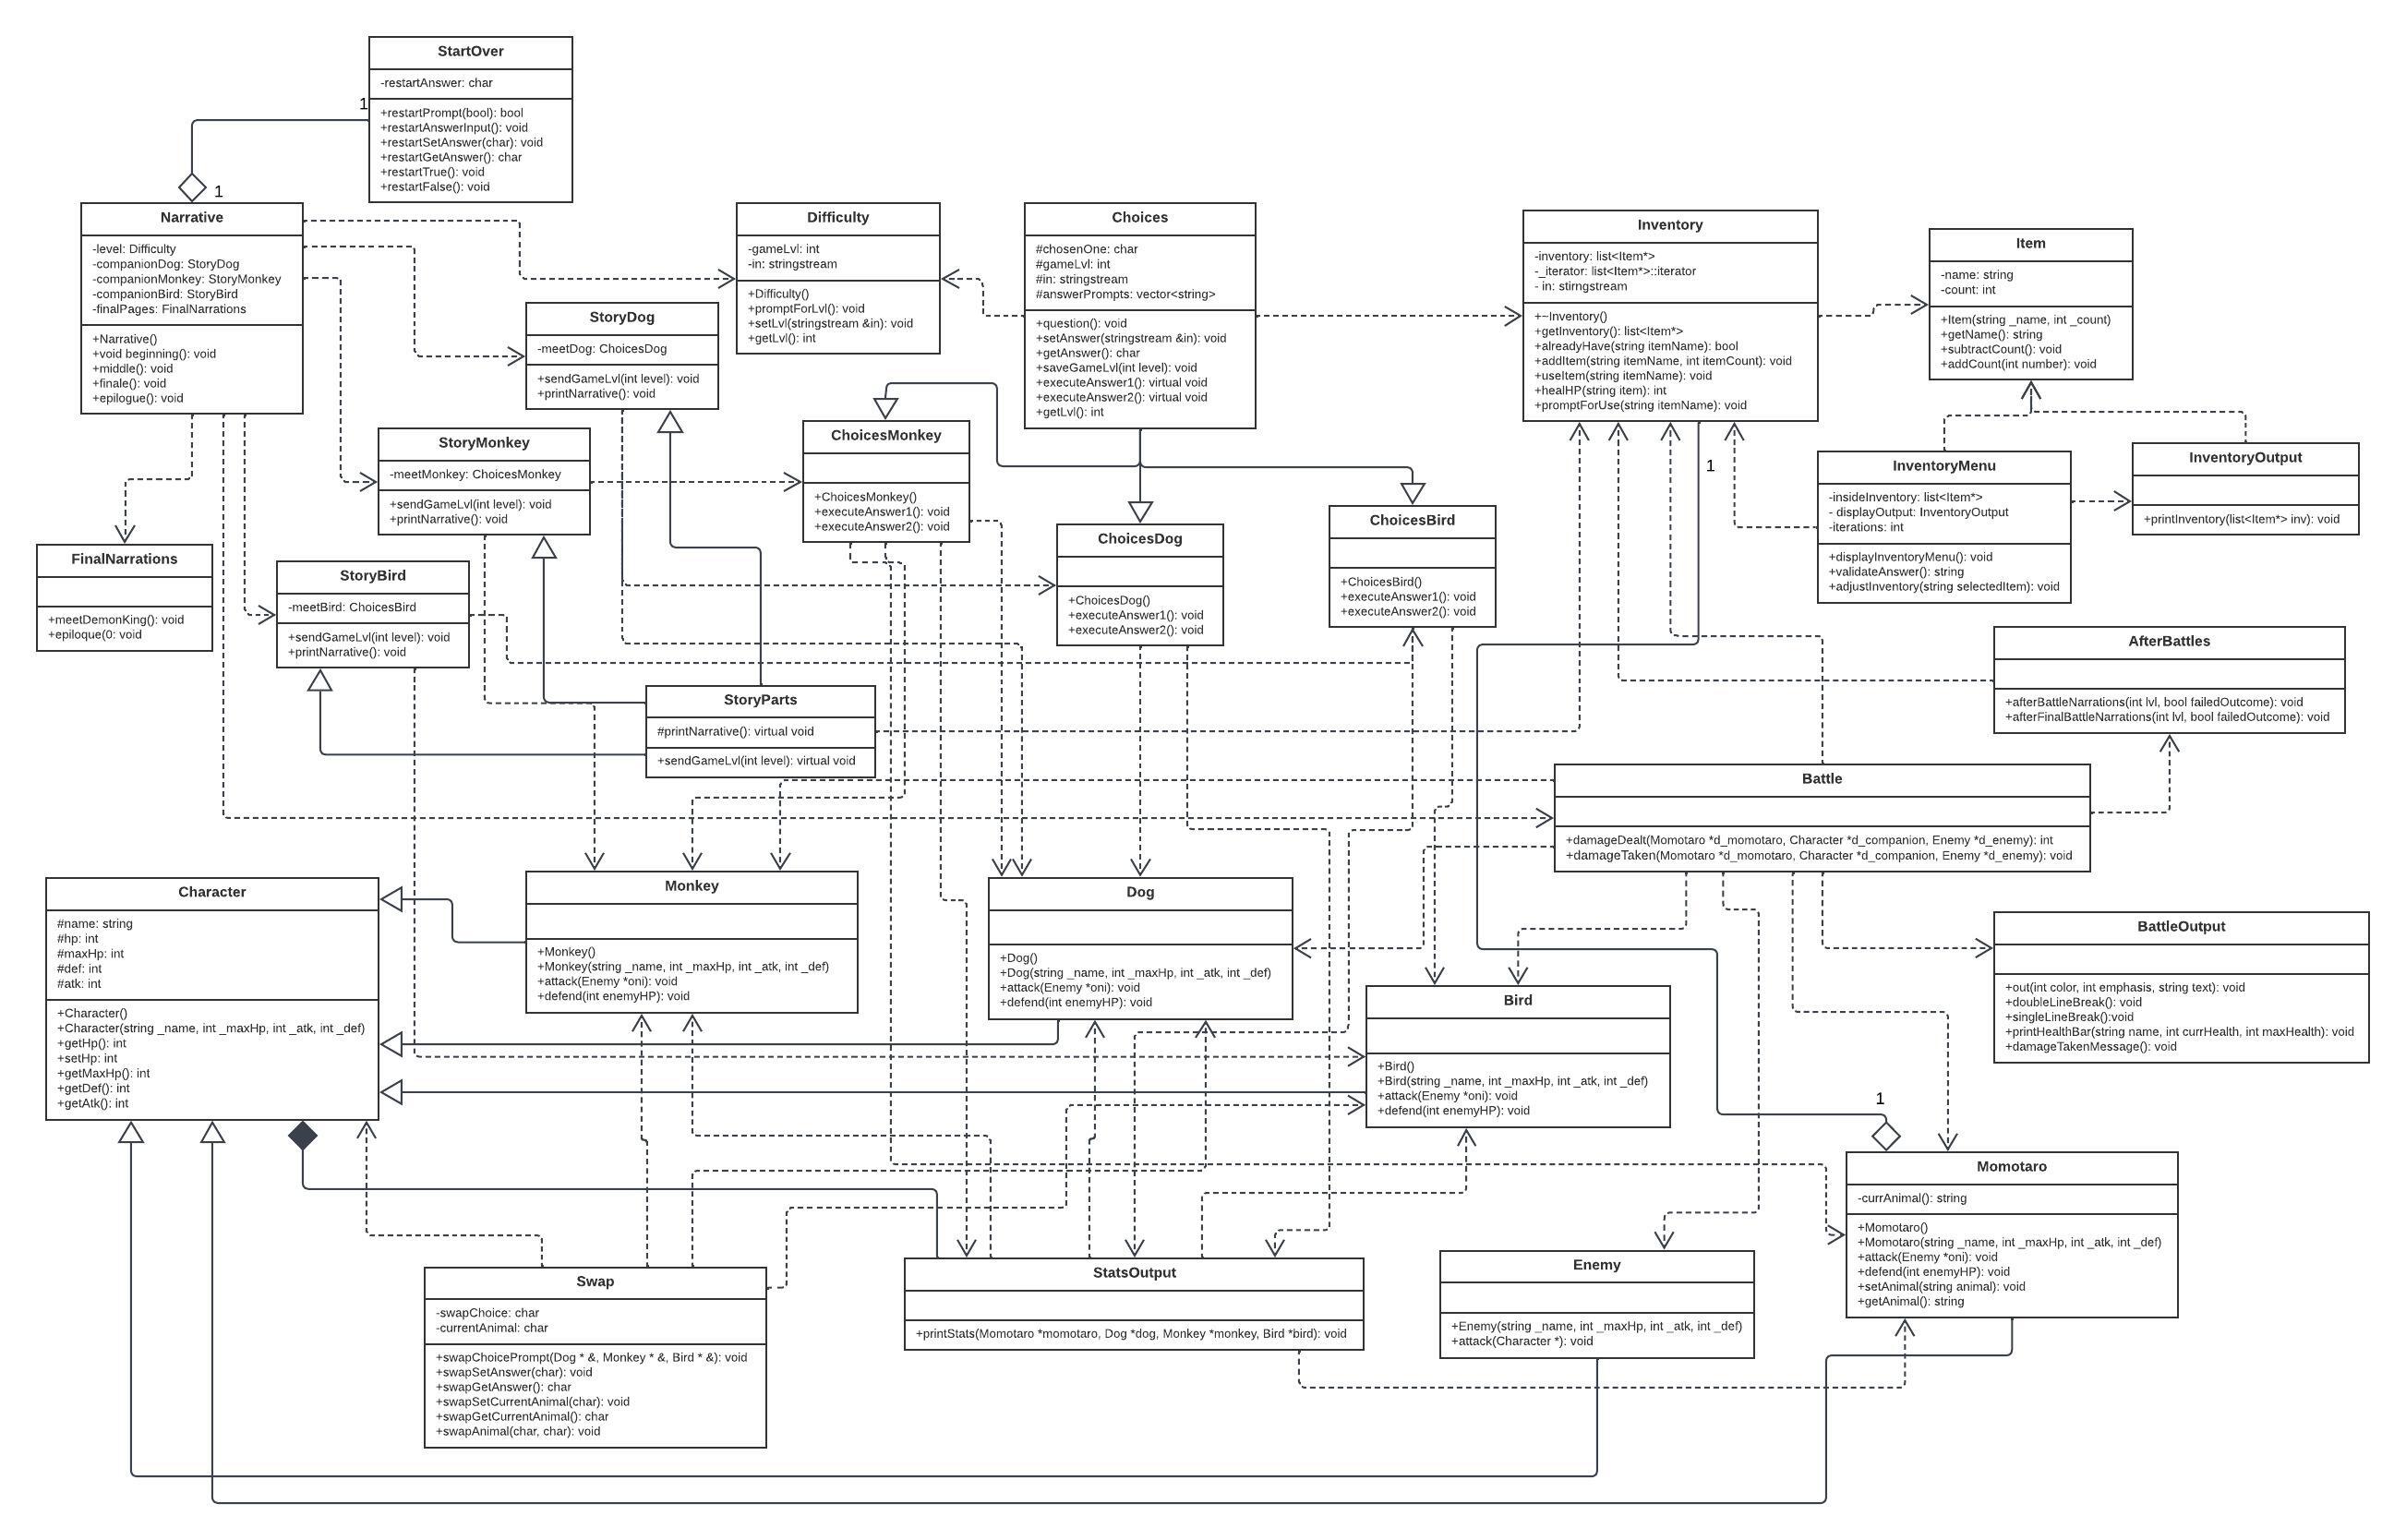 StartOver
-restartAnswer: char
+restartPrompt(bool): bool
+restartAnswerInput(): void
+restartSetAnswer(char): void
+restartGetAnswer(): char
+restartTrue(): void
+restartFalse(): void
1
1
Narrative
-level: Difficulty
-companionDog: StoryDog
-companionMonkey: StoryMonkey
-companionBird: StoryBird
-finalPages: FinalNarrations
+Narrative()
+void beginning(): void
+middle(): void
+finale(): void
+epilogue(): void
Difficulty
-gameLvl: int
-in: stringstream
+Difficulty()
+promptForLvl(): void
+setLvl(stringstream &in): void
+getLvl(): int
Choices
#chosenOne: char
#gameLvl: int
#in: stringstream
#answerPrompts: vector<string>
+question(): void
+setAnswer(stringstream &in): void
+getAnswer(): char
+saveGameLvl(int level): void
+executeAnswer1(): virtual void
+executeAnswer2(): virtual void
+getLvl(): int
Inventory
-inventory: list<Item*>
-_iterator: list<Item*>::iterator
- in: stirngstream
+~Inventory()
+getInventory(): list<Item*>
+alreadyHave(string itemName): bool
+addItem(string itemName, int itemCount): void
+useItem(string itemName): void
+healHP(string item): int
+promptForUse(string itemName): void
1
Item
-name: string
-count: int
+Item(string _name, int _count)
+getName(): string
+subtractCount(): void
+addCount(int number): void
StoryDog
-meetDog: ChoicesDog
+sendGameLvl(int level): void
+printNarrative(): void
StoryMonkey
-meetMonkey: ChoicesMonkey
+sendGameLvl(int level): void
+printNarrative(): void
ChoicesMonkey
+ChoicesMonkey()
+executeAnswer1(): void
+executeAnswer2(): void
ChoicesDog
+ChoicesDog()
+executeAnswer1(): void
+executeAnswer2(): void
ChoicesBird
+ChoicesBird()
+executeAnswer1(): void
+executeAnswer2(): void
InventoryMenu
-insideInventory: list<Item*>
- displayOutput: InventoryOutput
-iterations: int
+displayInventoryMenu(): void
+validateAnswer(): string
+adjustInventory(string selectedItem): void
InventoryOutput
+printInventory(list<Item*> inv): void
FinalNarrations
+meetDemonKing(): void
+epiloque(0: void
StoryBird
-meetBird: ChoicesBird
+sendGameLvl(int level): void
+printNarrative(): void
StoryParts
#printNarrative(): virtual void
+sendGameLvl(int level): virtual void
AfterBattles
+afterBattleNarrations(int lvl, bool failedOutcome): void
+afterFinalBattleNarrations(int lvl, bool failedOutcome): void
Battle
+damageDealt(Momotaro *d_momotaro, Character *d_companion, Enemy *d_enemy): int
+damageTaken(Momotaro *d_momotaro, Character *d_companion, Enemy *d_enemy): void
Character
#name: string
#hp: int
#maxHp: int
#def: int
#atk: int
+Character()
+Character(string _name, int _maxHp, int _atk, int _def)
+getHp(): int
+setHp: int
+getMaxHp(): int
+getDef(): int
+getAtk(): int
Monkey
+Monkey()
+Monkey(string _name, int _maxHp, int _atk, int _def)
+attack(Enemy *oni): void
+defend(int enemyHP): void
Dog
+Dog()
+Dog(string _name, int _maxHp, int _atk, int _def)
+attack(Enemy *oni): void
+defend(int enemyHP): void
Bird
+Bird()
+Bird(string _name, int _maxHp, int _atk, int _def)
+attack(Enemy *oni): void
+defend(int enemyHP): void
BattleOutput
+out(int color, int emphasis, string text): void
+doubleLineBreak(): void
+singleLineBreak():void
+printHealthBar(string name, int currHealth, int maxHealth): void
+damageTakenMessage(): void
1
Momotaro
-currAnimal(): string
+Momotaro()
+Momotaro(string _name, int _maxHp, int _atk, int _def)
+attack(Enemy *oni): void
+defend(int enemyHP): void
+setAnimal(string animal): void
+getAnimal(): string
Swap
-swapChoice: char
-currentAnimal: char
+swapChoicePrompt(Dog * &, Monkey * &, Bird * &): void
+swapSetAnswer(char): void
+swapGetAnswer(): char
+swapSetCurrentAnimal(char): void
+swapGetCurrentAnimal(): char
+swapAnimal(char, char): void
StatsOutput
+printStats(Momotaro *momotaro, Dog *dog, Monkey *monkey, Bird *bird): void
Enemy
+Enemy(string _name, int _maxHp, int _atk, int _def)
+attack(Character *): void